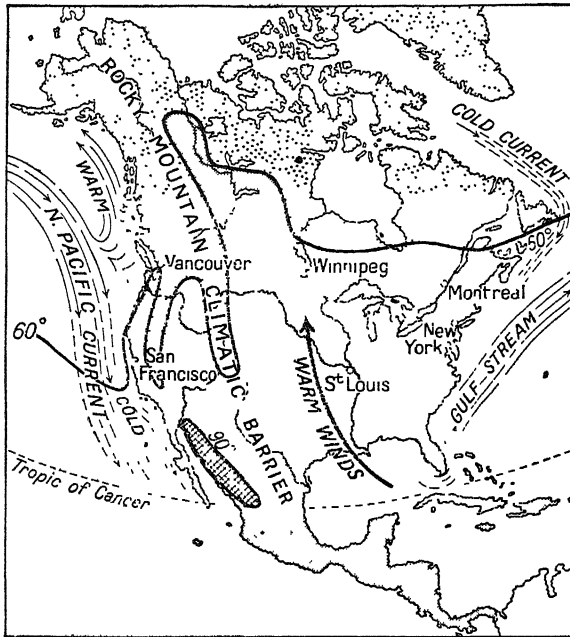 ROCKY MOUNTAIN CLIMATIC BARRIER
COLD CURRENT
WARM
N. PACIFIC CURRENT
50°
Vancouver
Winnipeg
Montreal
60°
New
York
San
Francisco
St Louis
GULF STREAM
COLD
WARM WINDS
90°
Tropic of Cancer